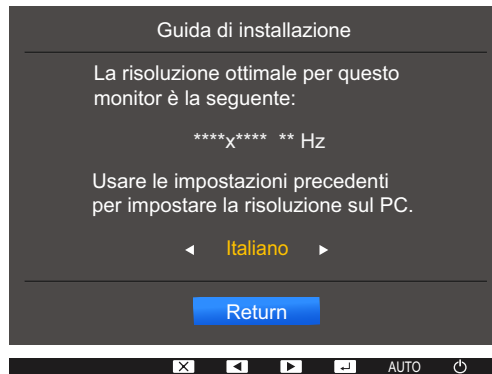 Guida di installazione
La risoluzione ottimale per questo
monitor è la seguente:
****x**** ** Hz
Usare le impostazioni precedenti
per impostare la risoluzione sul PC.
Italiano
Return
AUTO